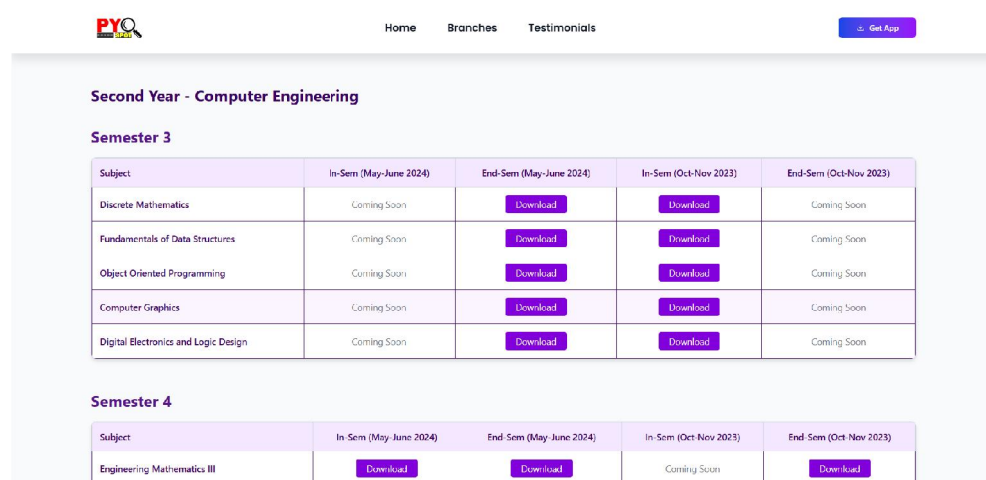 PYQ
SPOT
Home Branches Testimonials
Get App
Second Year - Computer Engineering
Semester 3
Subject In-Sem (May-June 2024) End-Sem (May-June 2024) In-Sem (Oct-Nov 2023) End-Sem (Oct-Nov 2023)
Discrete Mathematics Coming Soon Download Download Coming Soon
Fundamentals of Data Structures Coming Soon Download Download Coming Soon
Object Oriented Programming Coming Soon Download Download Coming Soon
Computer Graphics Coming Soon Download Download Coming Soon
Digital Electronics and Logic Design Coming Soon Download Download Coming Soon
Semester 4
Subject In-Sem (May-June 2024) End-Sem (May-June 2024) In-Sem (Oct-Nov 2023) End-Sem (Oct-Nov 2023)
Engineering Mathematics III Download Download Coming Soon Download